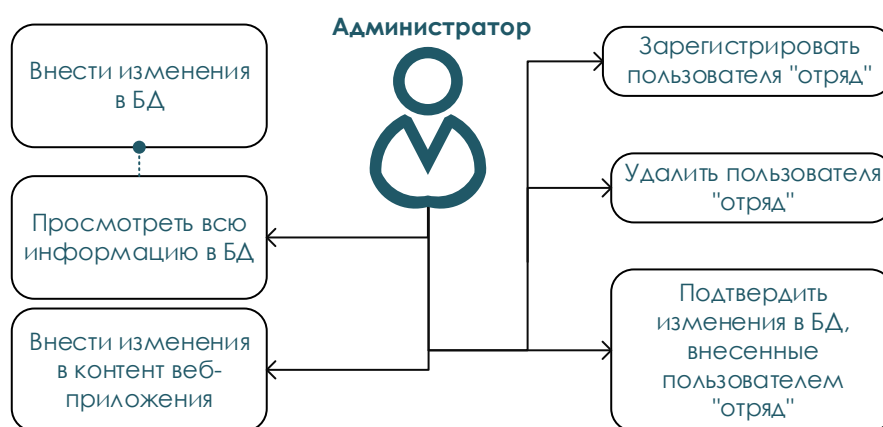 Администратор
Внести изменения
в БД
Просмотреть всю
информацию в БД
Внести изменения
в контент веб-
приложения
Зарегистрировать
пользователя "отряд"
Удалить пользователя
"отряд"
Подтвердить
изменения в БД,
внесенные
пользователем
"отряд"